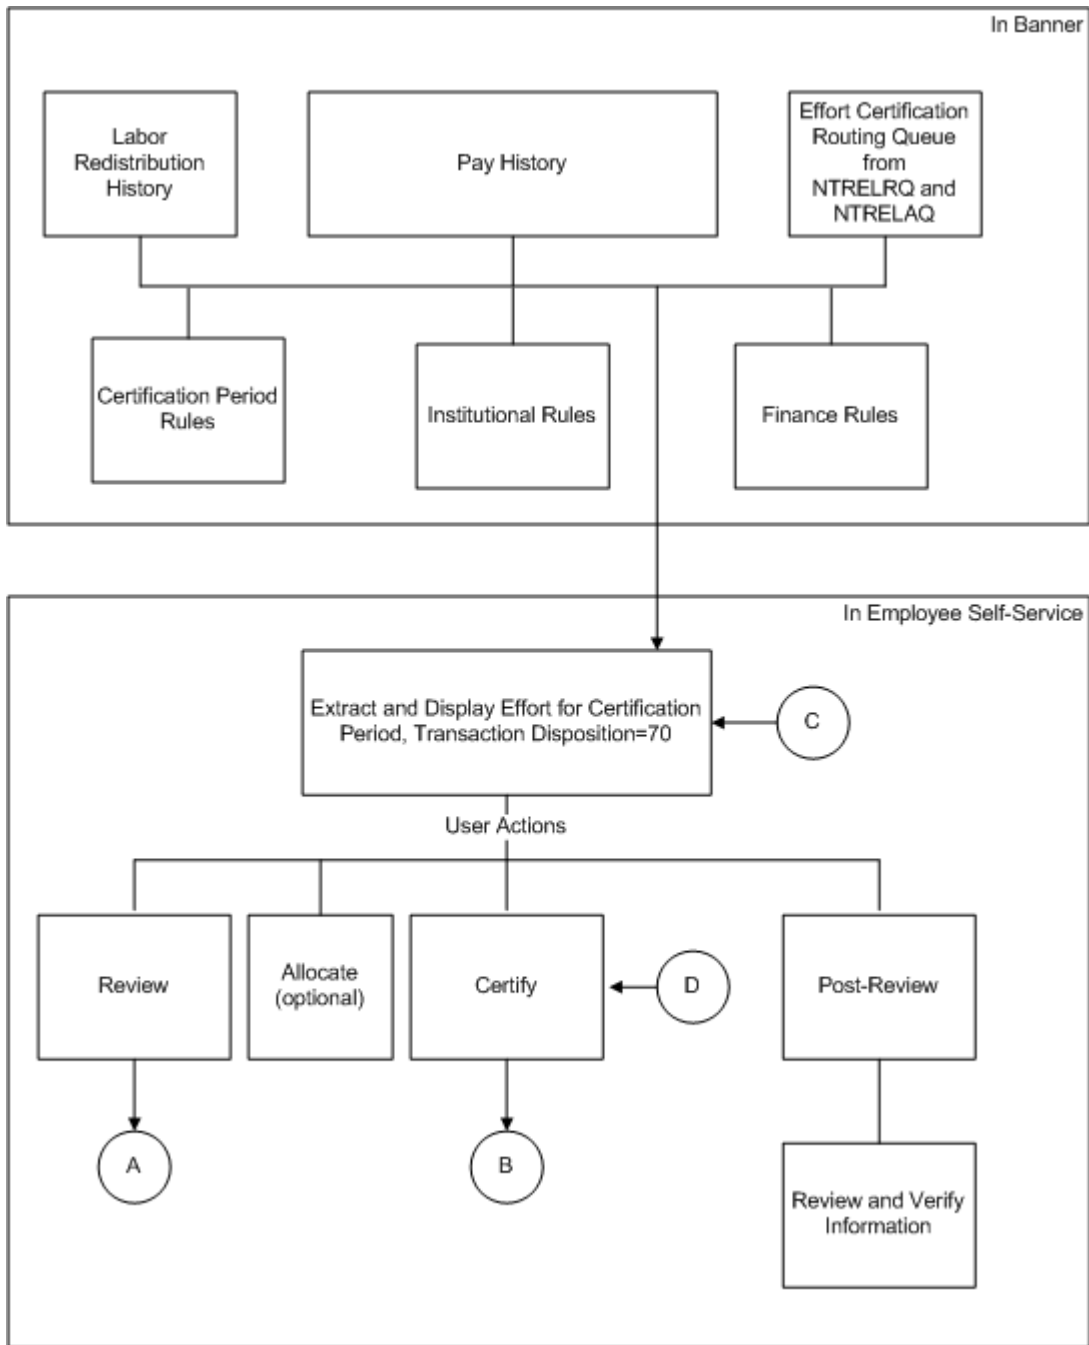 In Banner
Labor
Redistribution
History
Pay History
Effort Certification
Routing Queue
from
NTRELRQ and
NTRELAQ
Certification Period
Rules
Institutional Rules
Finance Rules
In Employee Self-Service
Extract and Display Effort for Certification
Period, Transaction Disposition=70
C
User Actions
Review
Allocate
(optional)
Certify
D
Post-Review
A
B
Review and Verify
Information